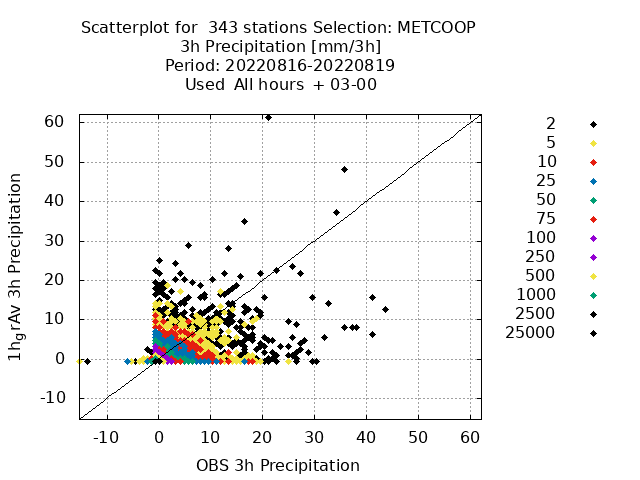 Scatterplot for  343 stations Selection: METCOOP
3h Precipitation [mm/3h]
Period: 20220816-20220819
Used  All hours  + 03-00
1hgrAv 3h Precipitation
60
50
40
30
20
10
0
-10
-10 0 10 20 30 40 50 60
OBS 3h Precipitation
2
5
10
25
50
75
100
250
500
1000
2500
25000